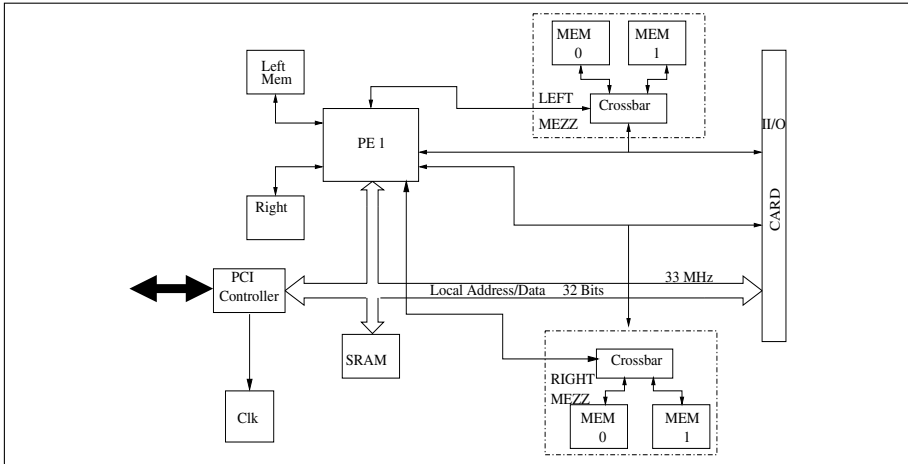 MEM
0
MEM
1
Left
Mem
LEFT
MEZZ
Crossbar
II/O
CARD
PE 1
Right
PCI
Controller
Local Address/Data 32 Bits
33 MHz
SRAM
Clk
Crossbar
RIGHT
MEZZ
MEM
0
MEM
1